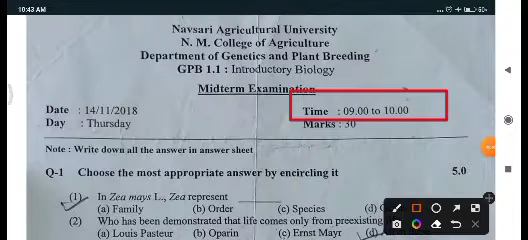 10:43 AM
Navsari Agricultural University
N. M. College of Agriculture
Department of Genetics and Plant Breeding
GPB 1.1 : Introductory Biology
Midterm Examination
Date : 14/11/2018
Time : 09.00 to 10.00
Day : Thursday
Marks : 30
Note : Write down all the answer in answer sheet
Q-1 Choose the most appropriate answer by encircling it 5.0
(1) In Zea mays L., Zea represent
(a) Family (b) Order (c) Species (d)
(2) Who has been demonstrated that life comes only from preexisting
(a) Louis Pasteur (b) Oparin (c) Ernst Mayr (d)